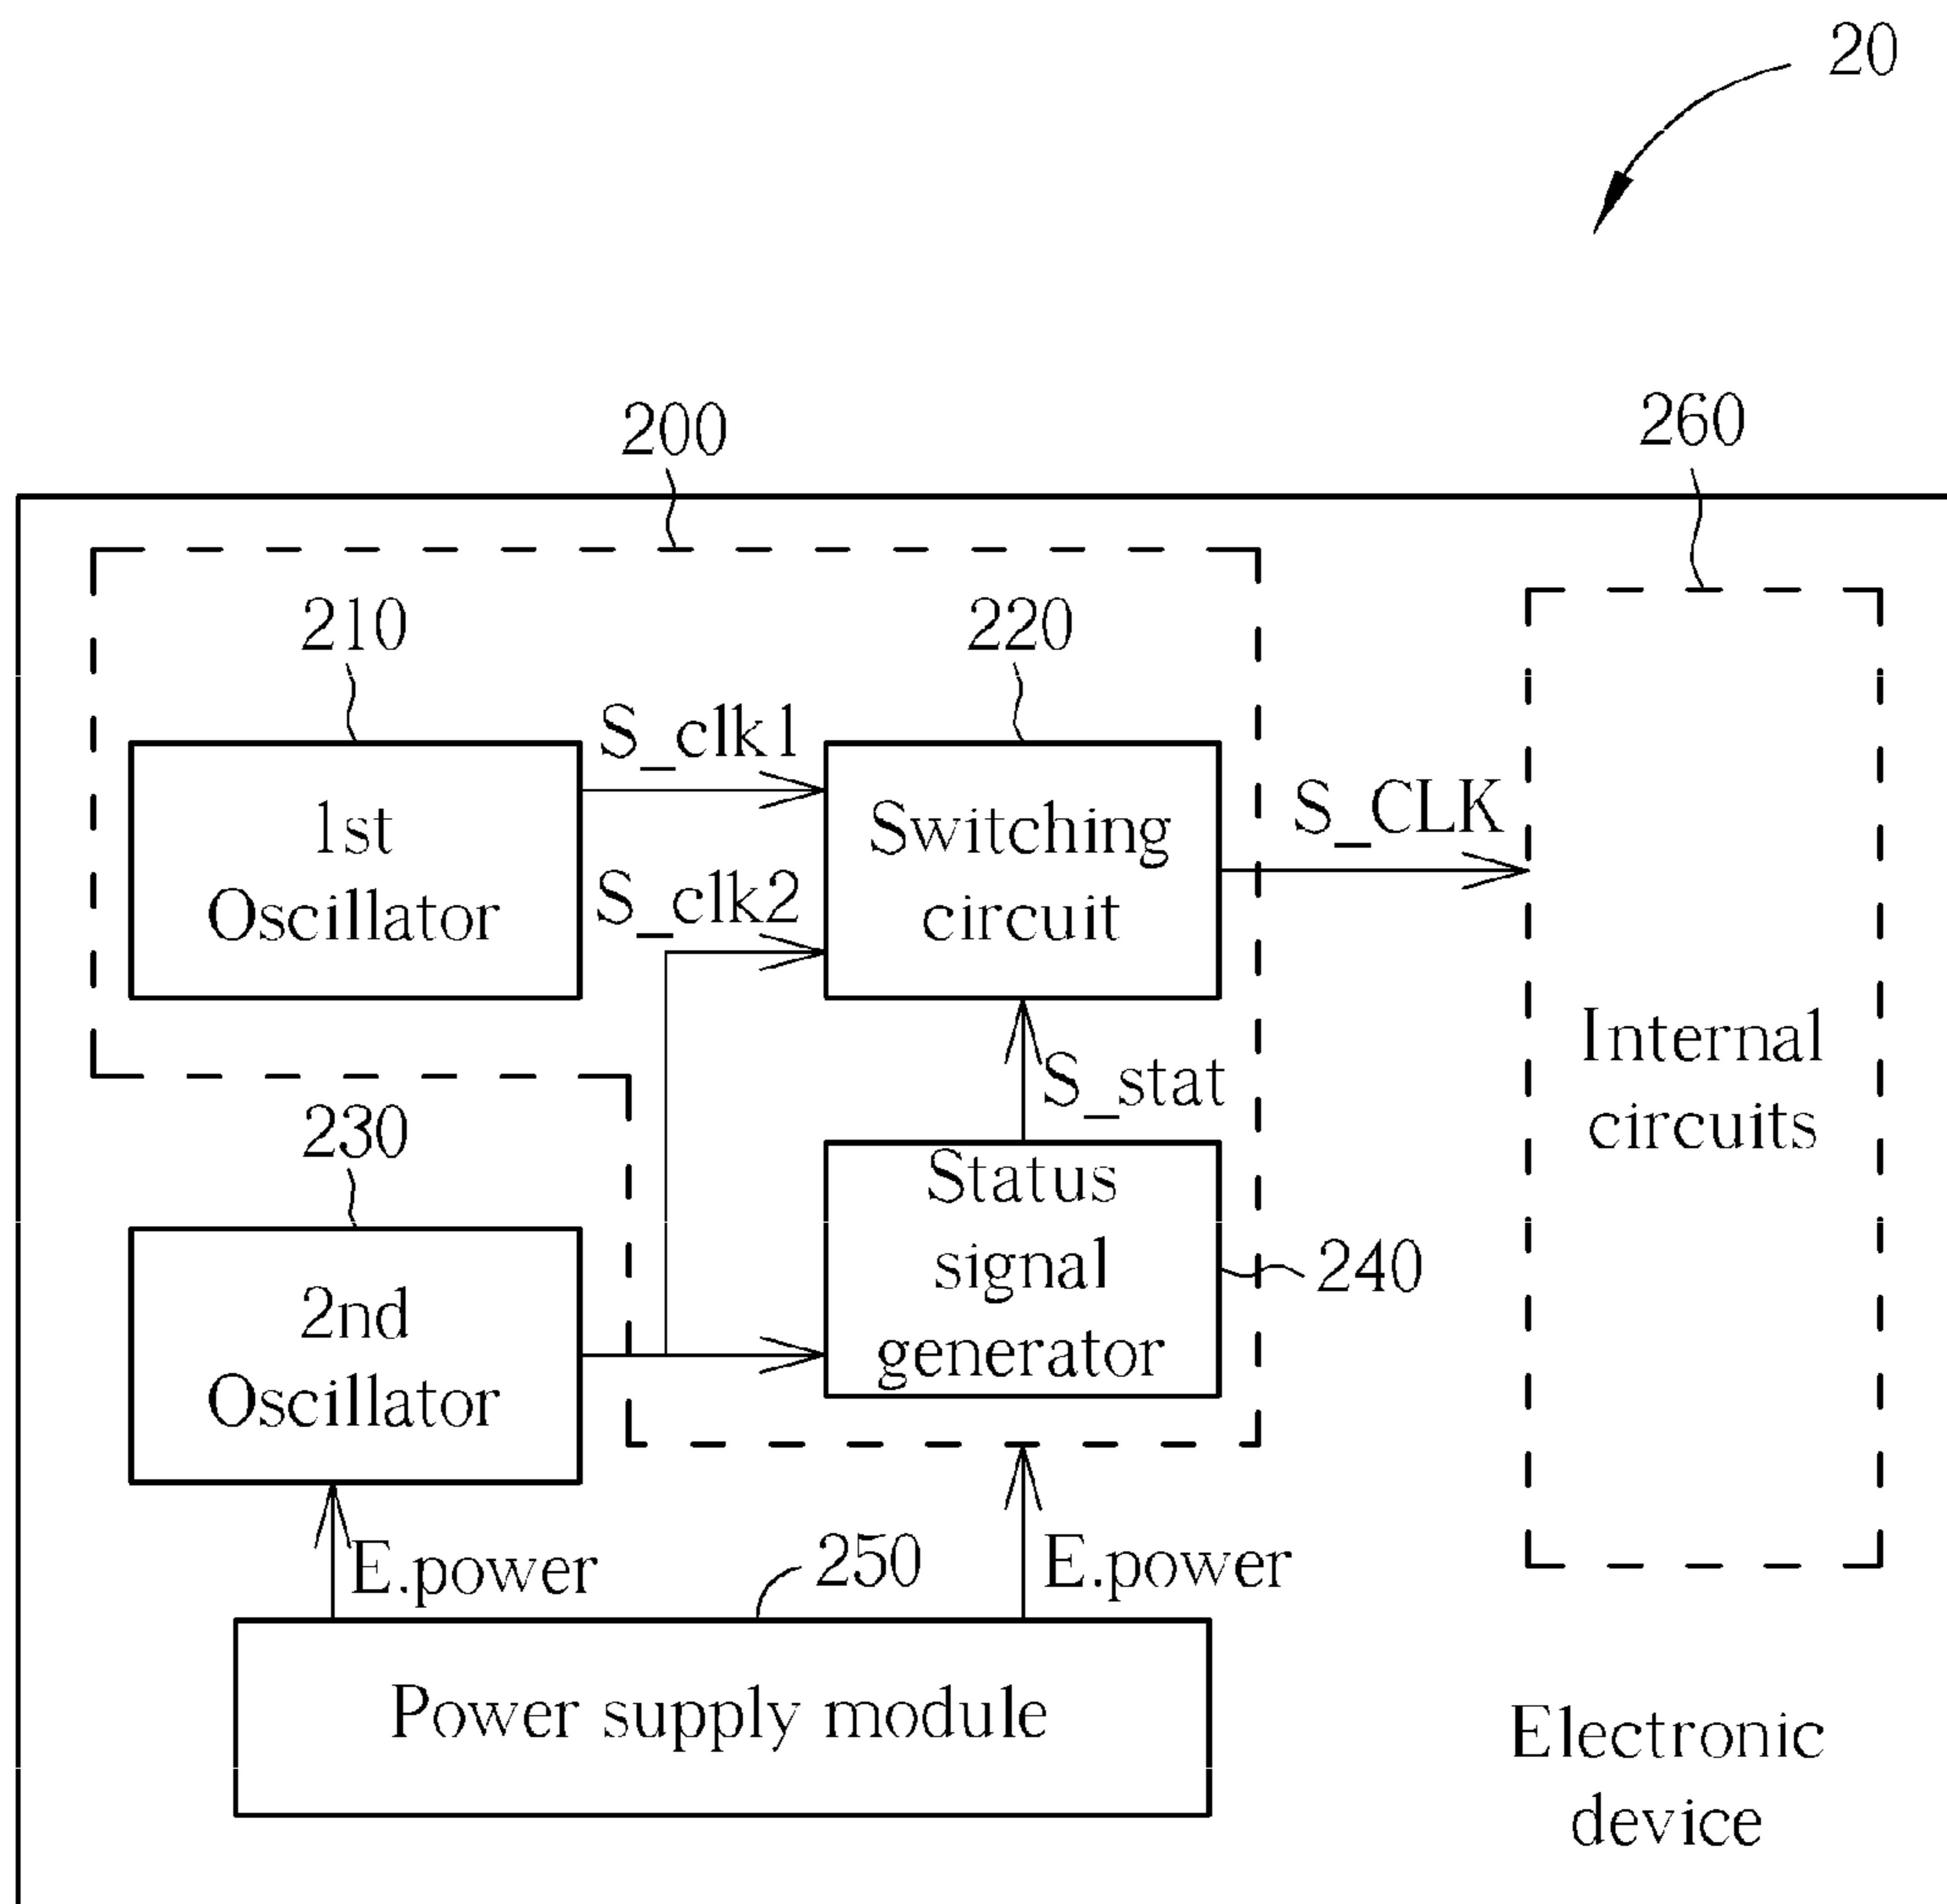 20
200
260
210
220
S_clk1
1st
Oscillator
Switching
circuit
S_CLK
S_clk2
Internal
circuits
S_stat
230
2nd
Oscillator
Status
signal
generator
240
E.power
250
E.power
Power supply module
Electronic
device